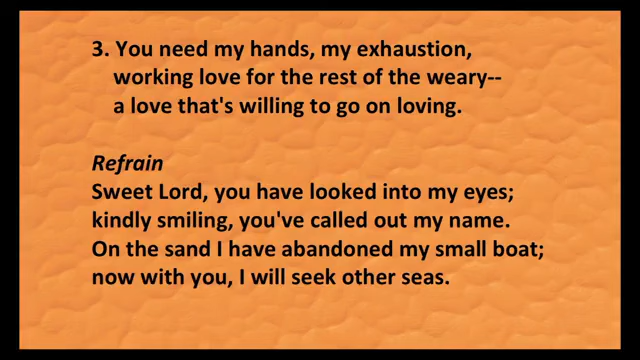 3. You need my hands, my exhaustion,
working love for the rest of the weary--
a love that's willing to go on loving.
Refrain
Sweet Lord, you have looked into my eyes;
kindly smiling, you've called out my name.
On the sand I have abandoned my small boat;
now with you, I will seek other seas.